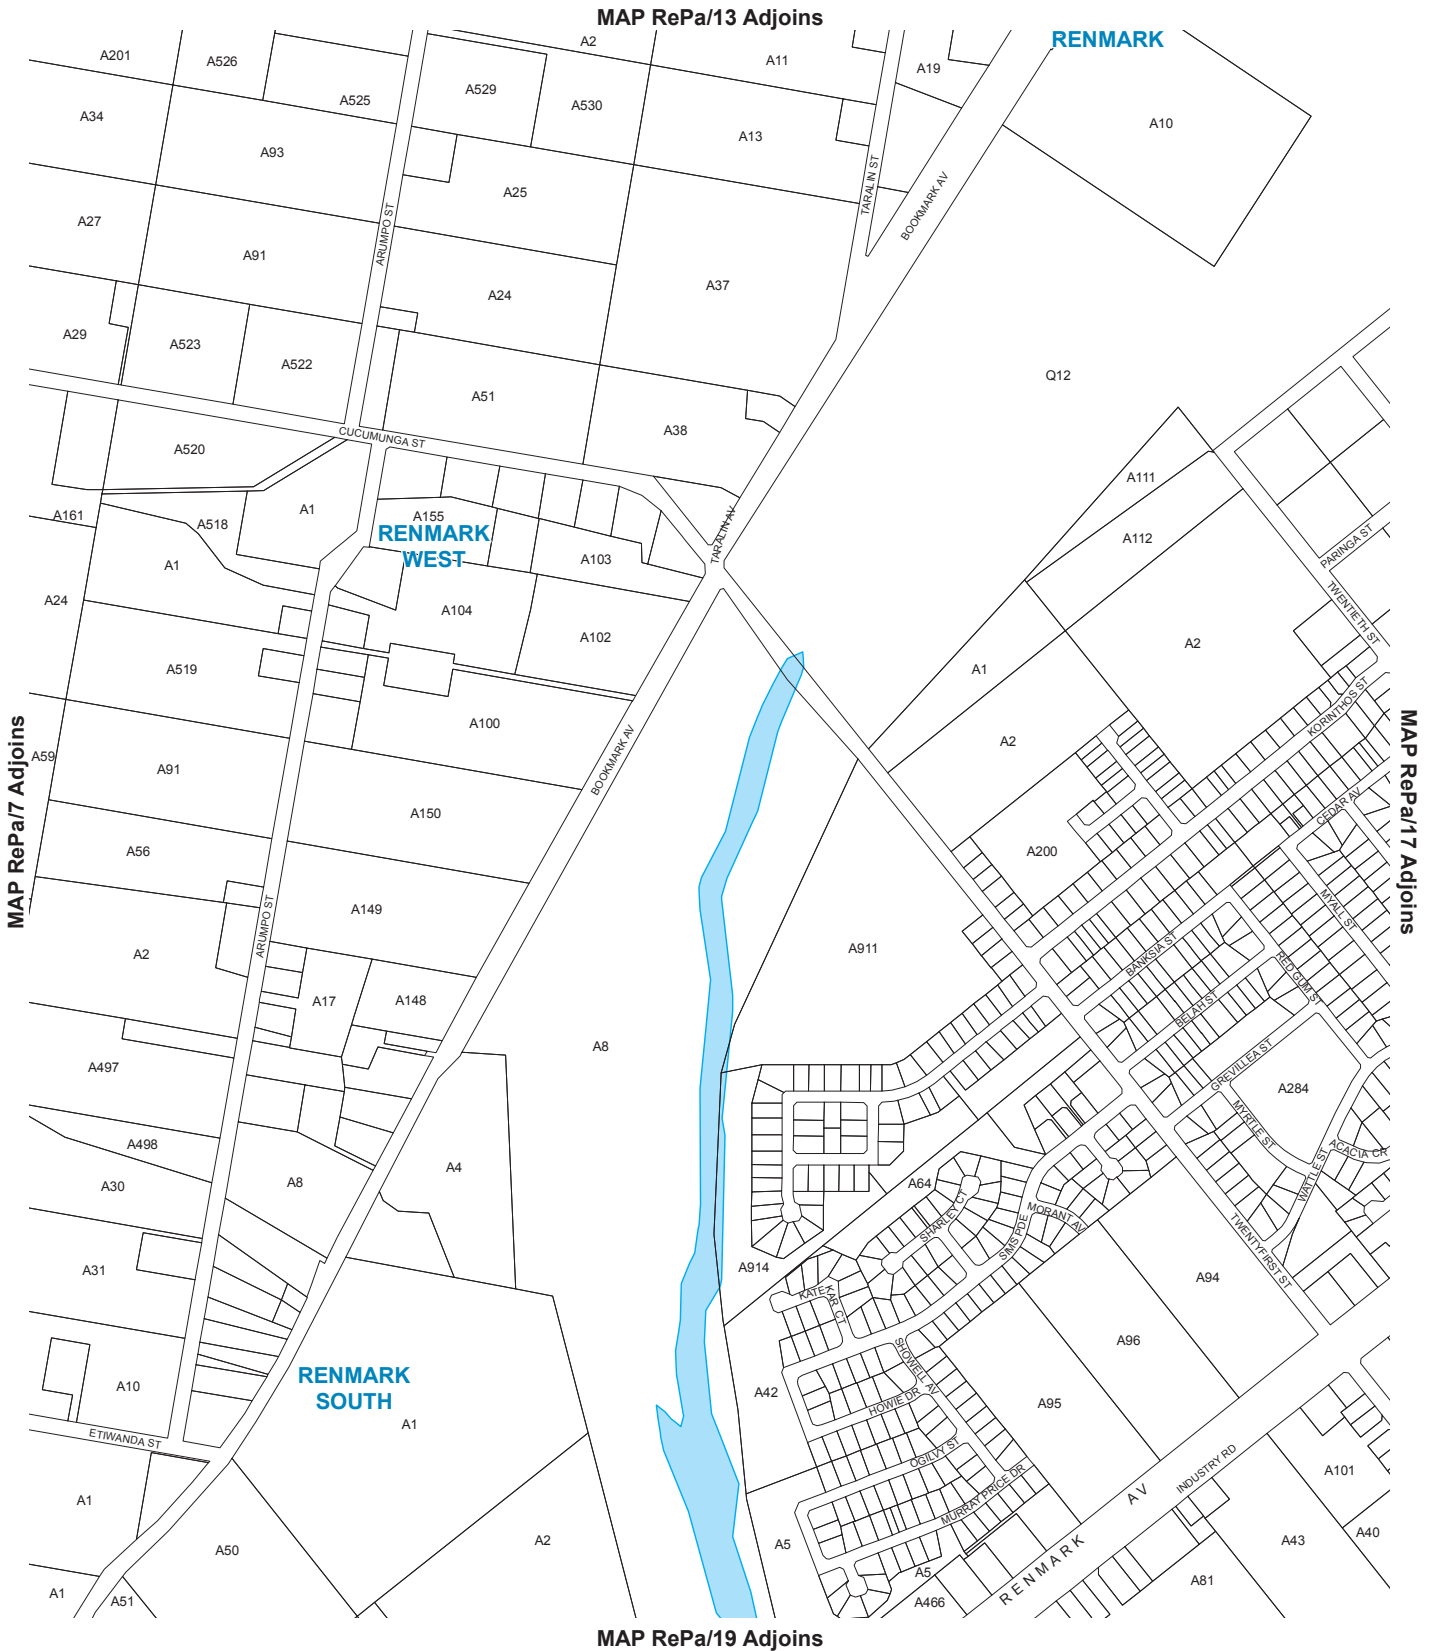 MAP RePa/13 Adjoins
RENMARK
A201
A526
A525
A529
A2
A530
A11
A19
A10
A34
A93
A13
A25
A27
A91
ARUMPO ST
TARALIN ST
BOOKMARK AV
A24
A37
A29
A523
A522
A51
Q12
A520
CUCUMUNGA ST
A38
A111
A161
A518
A1
A155
RENMARK
WEST
TARALIN AV
A103
A112
PARINGA ST
TWENTIETH ST
A1
A24
A104
A102
A2
A519
A1
A100
KORINTHOS ST
MAP RePa/7 Adjoins
A59
A91
BOOKMARK AV
A2
MAP RePa/17 Adjoins
A150
CEDAR AV
A56
A200
MYALL ST
A149
ARUMPO ST
A2
A911
BANKSIA ST
RED GUM ST
A17
A148
BELAH ST
A8
A497
GREVILLEA ST
A284
MYRTLE ST
A498
ACACIA CR
WATTLE ST
A30
A8
A4
A64
SHARLEY CT
SIMS PDE
MORANT AV
TWENTYFIRST ST
A31
A914
A94
KATE
KAR CT
A96
SHOWELL AV
RENMARK
SOUTH
A10
A1
A42
HOWIE DR
A95
ETIWANDA ST
OGILVY ST
MURRAY PRICE DR
INDUSTRY RD
A101
A1
A50
A2
A5
RENMARK AV
A43
A40
A1
A51
A5
A466
A81
MAP RePa/19 Adjoins